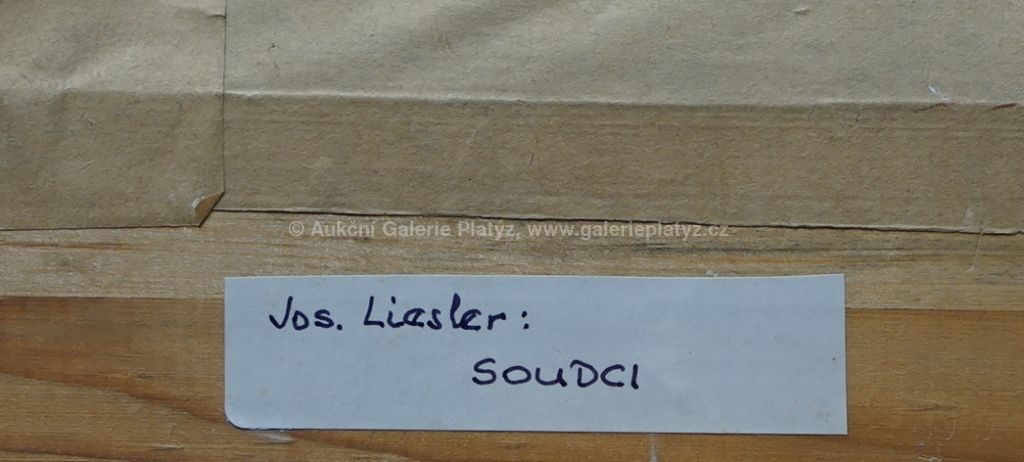 © Aukční Galerie Platyz, www.galerieplatyz.cz
Jos. Liesler:
SOUDCI